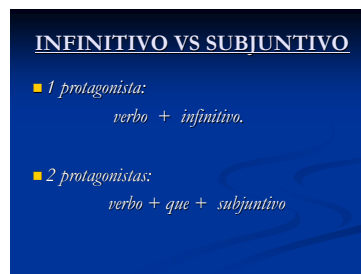 INFINITIVO VS SUBJUNTIVO
1 protagonista:
verbo + infinitivo.
2 protagonistas:
verbo + que + subjuntivo